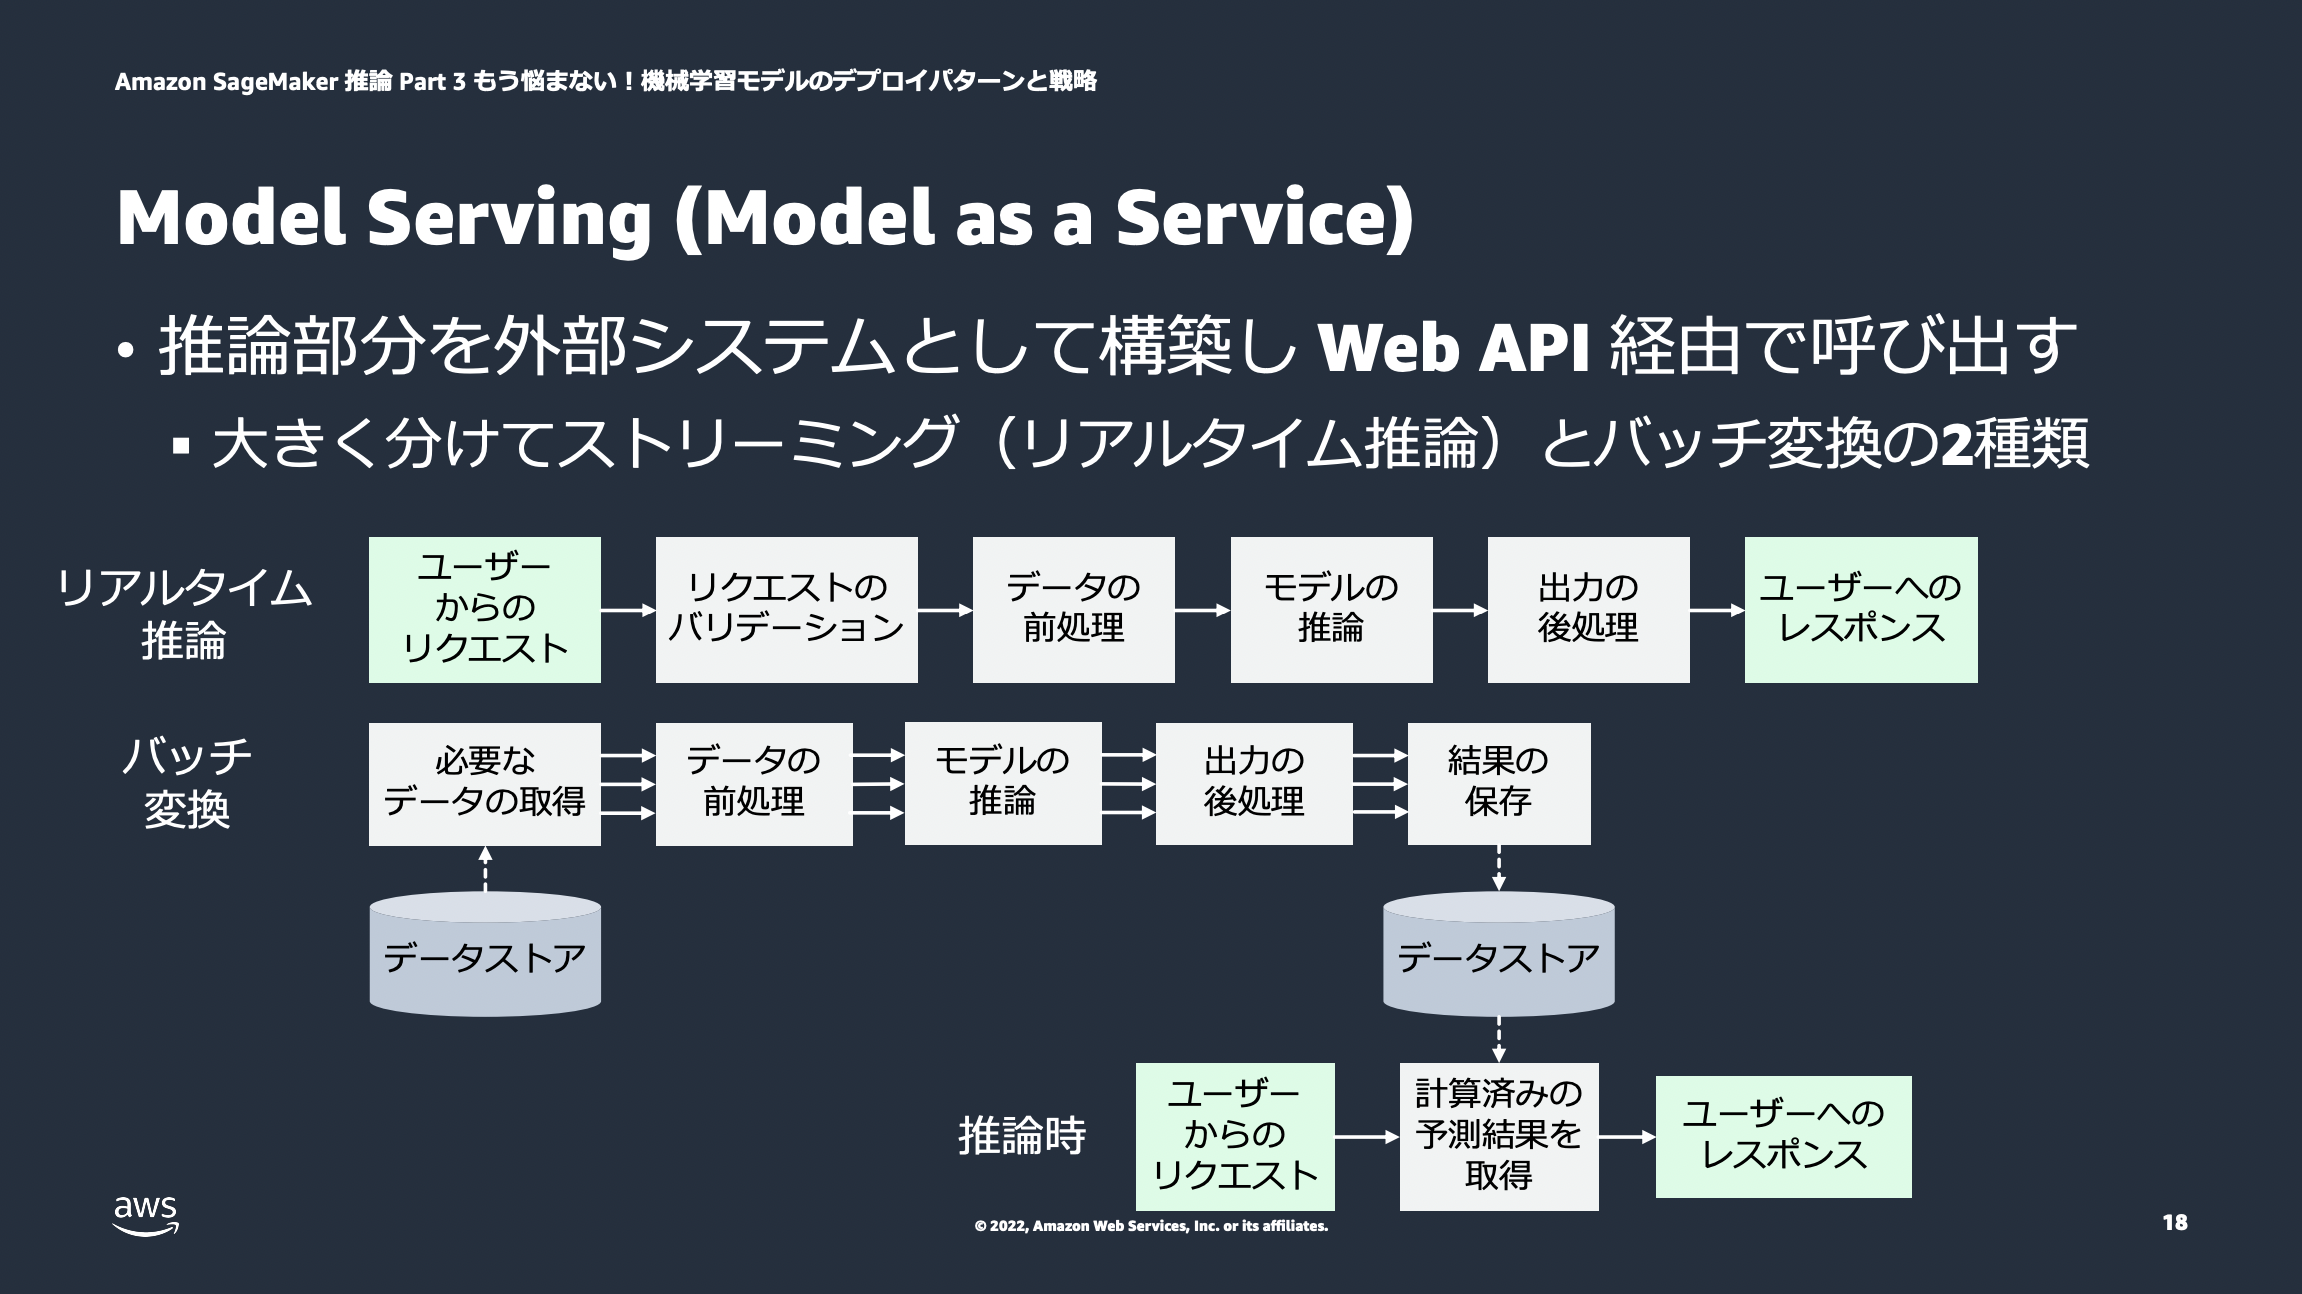 Amazon SageMaker 推論 Part 3 もう悩まない！機械学習モデルのデプロイパターンと戦略
Model Serving (Model as a Service)
• 推論部分を外部システムとして構築し Web API 経由で呼び出す
▪ 大きく分けてストリーミング（リアルタイム推論）とバッチ変換の2種類
リアルタイム
推論
ユーザー
からの
リクエスト
リクエストの
バリデーション
データの
前処理
モデルの
推論
出力の
後処理
ユーザーへの
レスポンス
バッチ
変換
必要な
データの取得
データの
前処理
モデルの
推論
出力の
後処理
結果の
保存
データストア
データストア
推論時
ユーザー
からの
リクエスト
計算済みの
予測結果を
取得
ユーザーへの
レスポンス
aws
© 2022, Amazon Web Services, Inc. or its affiliates.
18